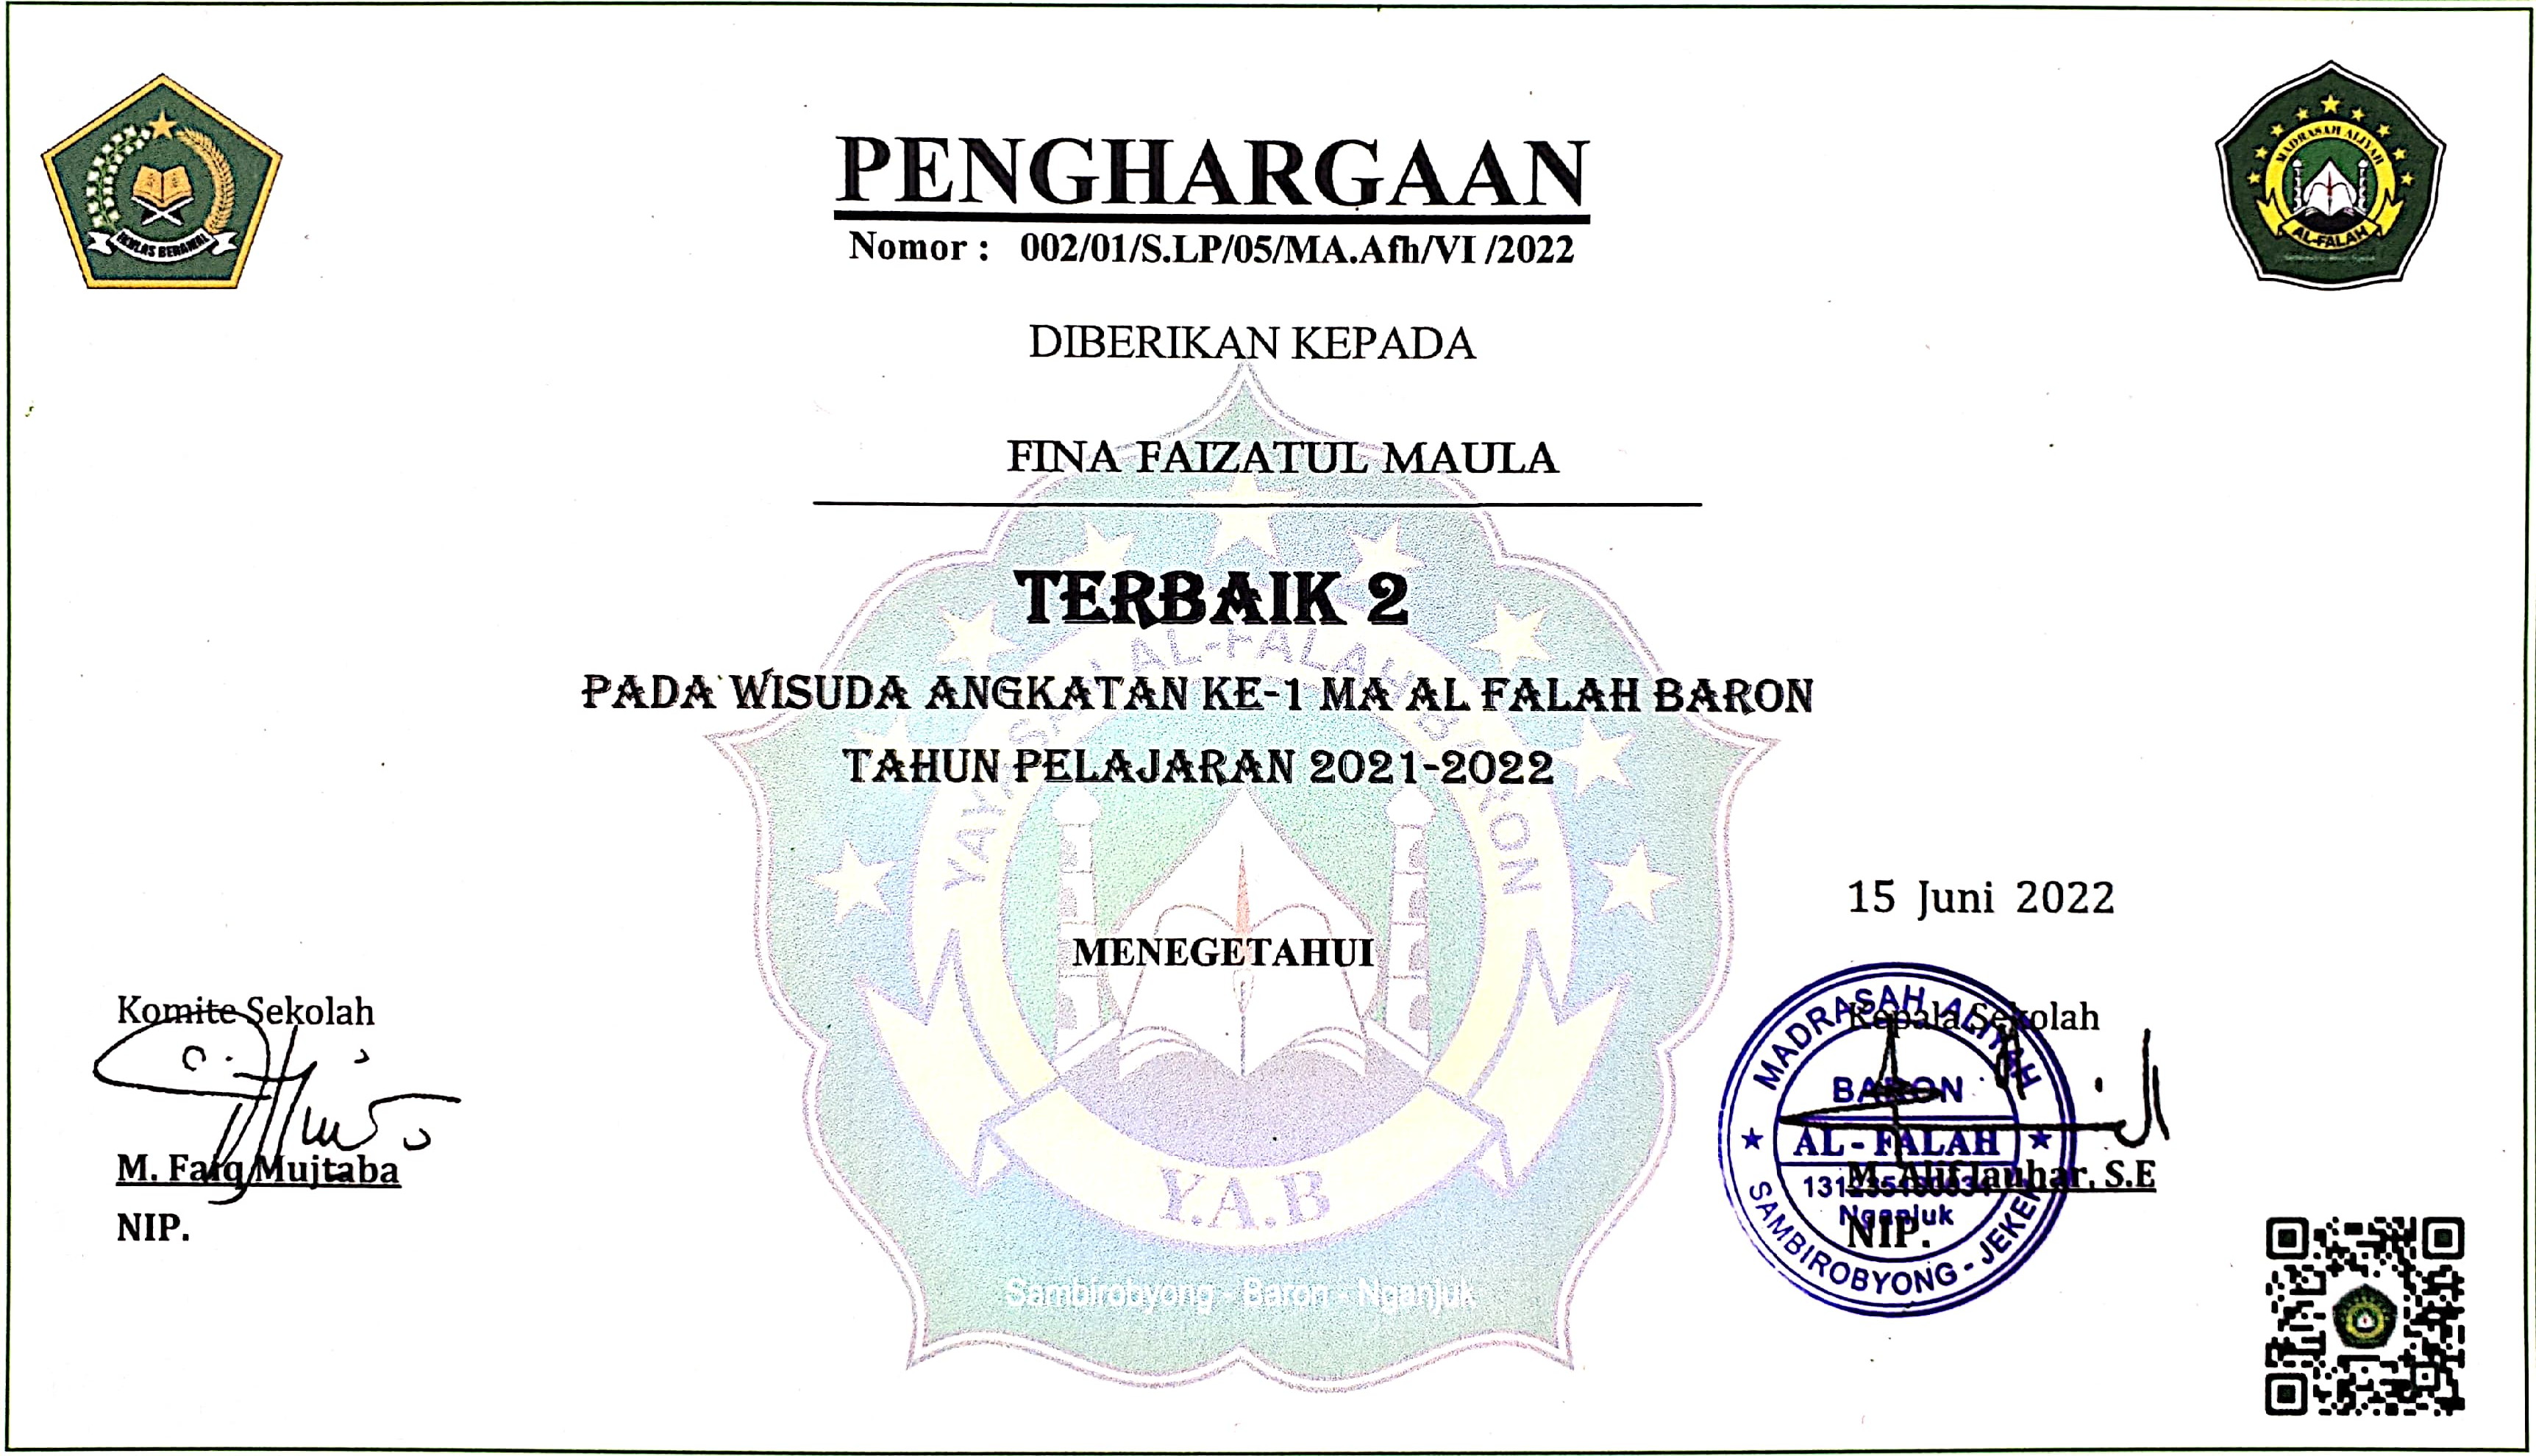 IKHLAS BERAMAL
MADRASAH ALIYAH
AL-FALAH
PENGHARGAAN
Nomor : 002/01/S.LP/05/MA.Afh/VI /2022
DIBERIKAN KEPADA
FINA FAIZATUL MAULA
TERBAIK 2
PADA WISUDA ANGKATAN KE-1 MA AL FALAH BARON
TAHUN PELAJARAN 2021-2022
AL-FALAH BARON
15 Juni 2022
MENEGETAHUI
Komite Sekolah
Kepala Sekolah
MADRASAH ALIYAH
BARON
AL - FALAH
Nganjuk
SAMBIROBYONG - JEKEK
M. Faiq Mujtaba
M. Alif Jauhar. S.E
NIP.
NIP.
Y.A.B
Sambirobyong - Baron - Nganjuk